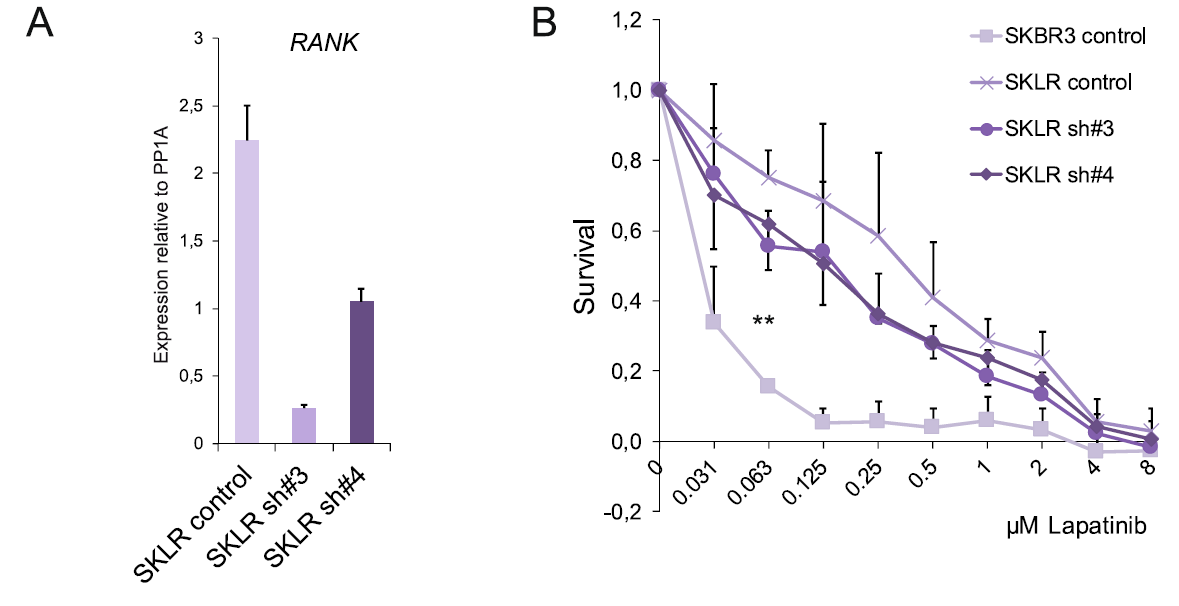 A
RANK
Expression relative to PP1A
3
2,5
2
1,5
1
0,5
0
SKLR control
SKLR sh#3
SKLR sh#4
B
Survival
1,2
1,0
0,8
0,6
0,4
0,2
0,0
-0,2
SKBR3 control
SKLR control
SKLR sh#3
SKLR sh#4
**
0
0.031
0.063
0.125
0.25
0.5
1
2
4
8
µM Lapatinib